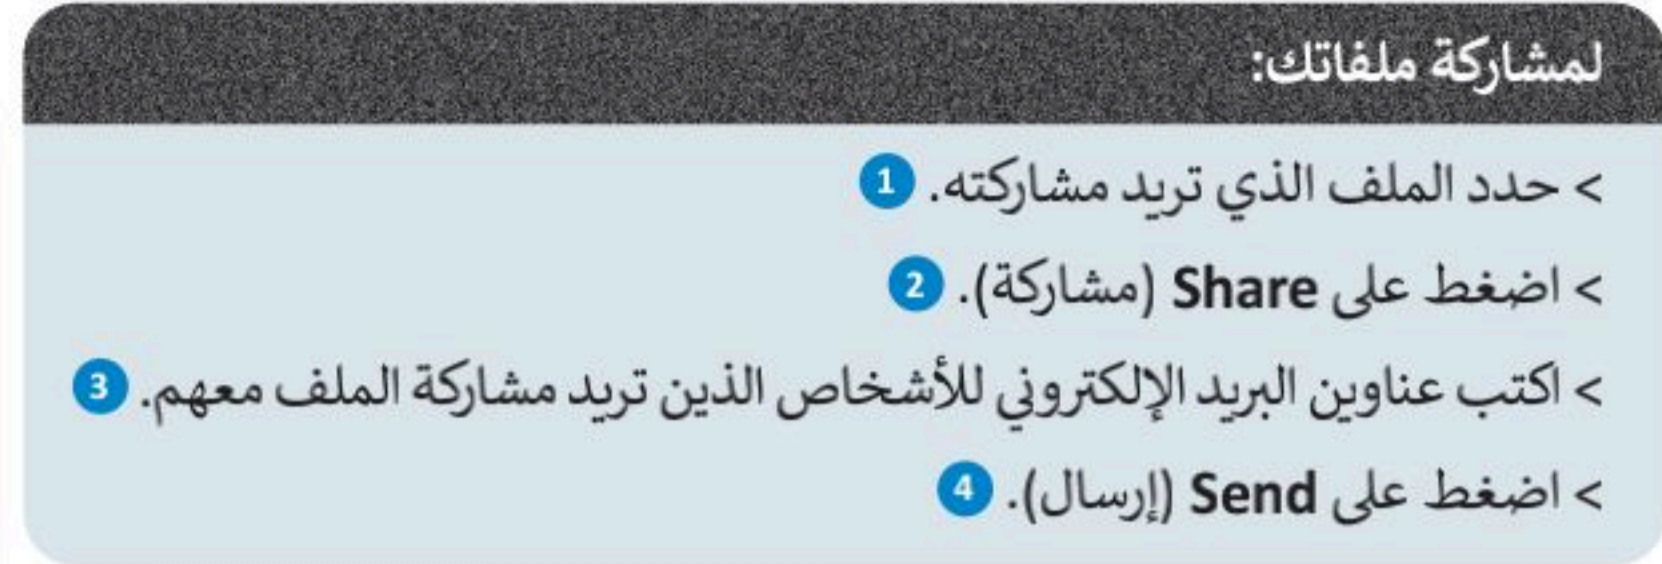 لمشاركة ملفاتك:
> حدد الملف الذي تريد مشاركته. 1
> اضغط على Share (مشاركة). 2
> اكتب عناوين البريد الإلكتروني للأشخاص الذين تريد مشاركة الملف معهم. 3
> اضغط على Send (إرسال). 4